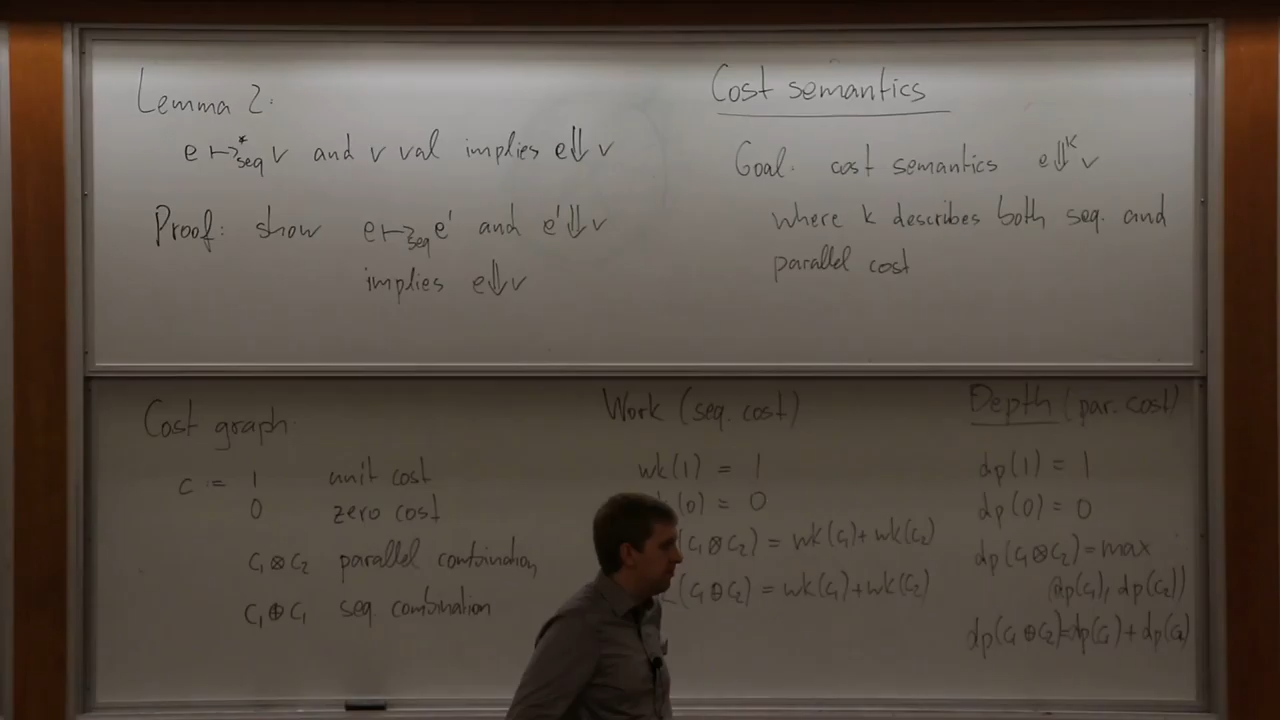 Lemma 2:
e ↦*seq v and v val implies e⇓v
Proof: show e ↦seq e' and e'⇓v
implies e⇓v
Cost semantics
Goal: cost semantics e⇓ᵏv
where k describes both seq. and
parallel cost
Cost graph:
c := 1 unit cost
0 zero cost
C₁ ⊗ C₂ parallel combination
C₁ ⊕ C₁ seq. combination
Work (seq. cost)
wk(1) = 1
(0) = 0
(C₁ ⊗ C₂) = wk(C₁) + wk(C₂)
(C₁ ⊕ C₂) = wk(C₁) + wk(C₂)
Depth (par. cost)
dp(1) = 1
dp(0) = 0
dp(C₁ ⊗ C₂) = max
(dp(C₁), dp(C₂))
dp(C₁ ⊕ C₂) = dp(C₁) + dp(C₂)